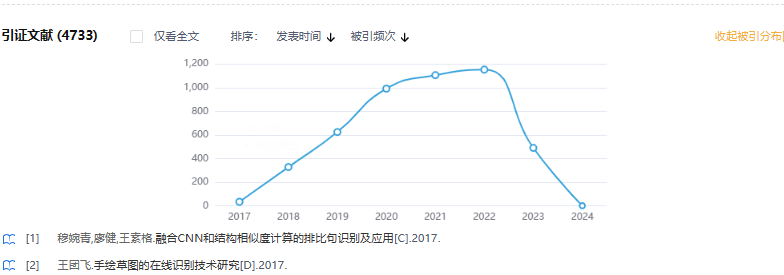 引证文献 (4733) 仅看全文 排序： 发表时间 ↓ 被引频次 ↓ 收起被引分布
1,200
1,000
800
600
400
200
0
2017 2018 2019 2020 2021 2022 2023 2024
[1] 穆婉青,廖健,王素格.融合CNN和结构相似度计算的排比句识别及应用[C].2017.
[2] 王团飞.手绘草图的在线识别技术研究[D].2017.